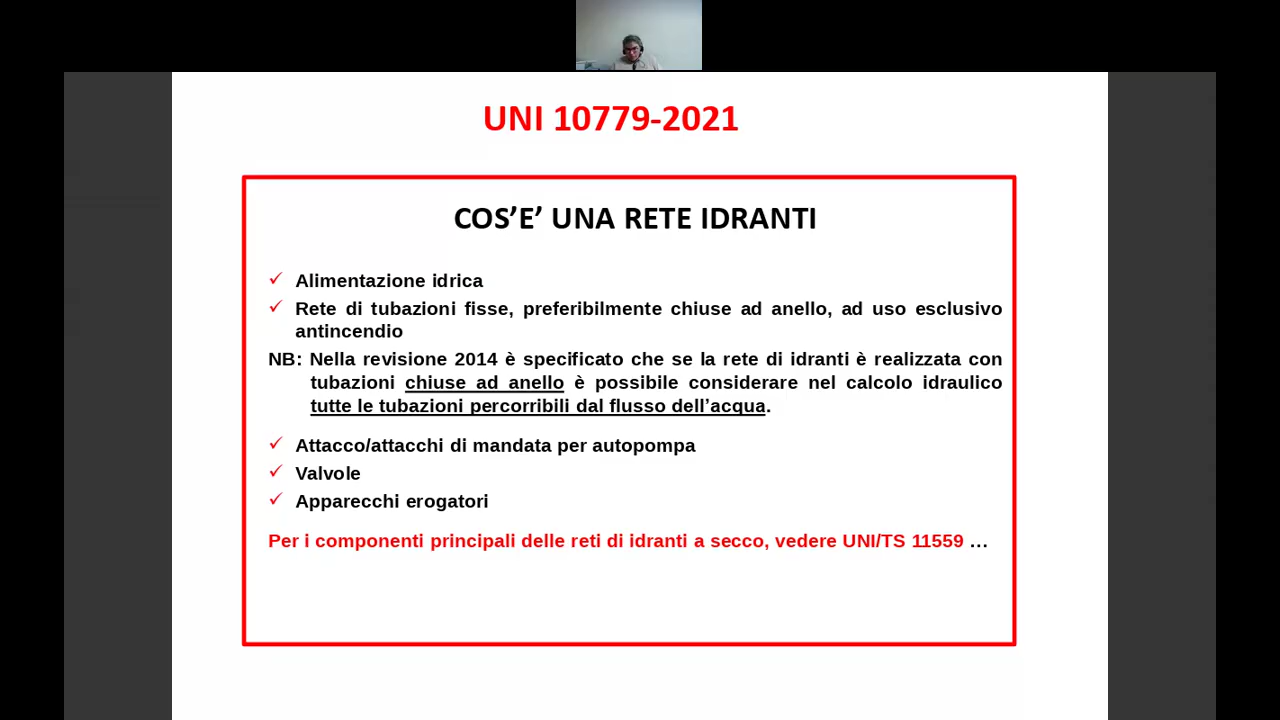 UNI 10779-2021
COS’E’ UNA RETE IDRANTI
✓ Alimentazione idrica
✓ Rete di tubazioni fisse, preferibilmente chiuse ad anello, ad uso esclusivo
antincendio
NB: Nella revisione 2014 è specificato che se la rete di idranti è realizzata con
tubazioni chiuse ad anello è possibile considerare nel calcolo idraulico
tutte le tubazioni percorribili dal flusso dell’acqua.
✓ Attacco/attacchi di mandata per autopompa
✓ Valvole
✓ Apparecchi erogatori
Per i componenti principali delle reti di idranti a secco, vedere UNI/TS 11559 …